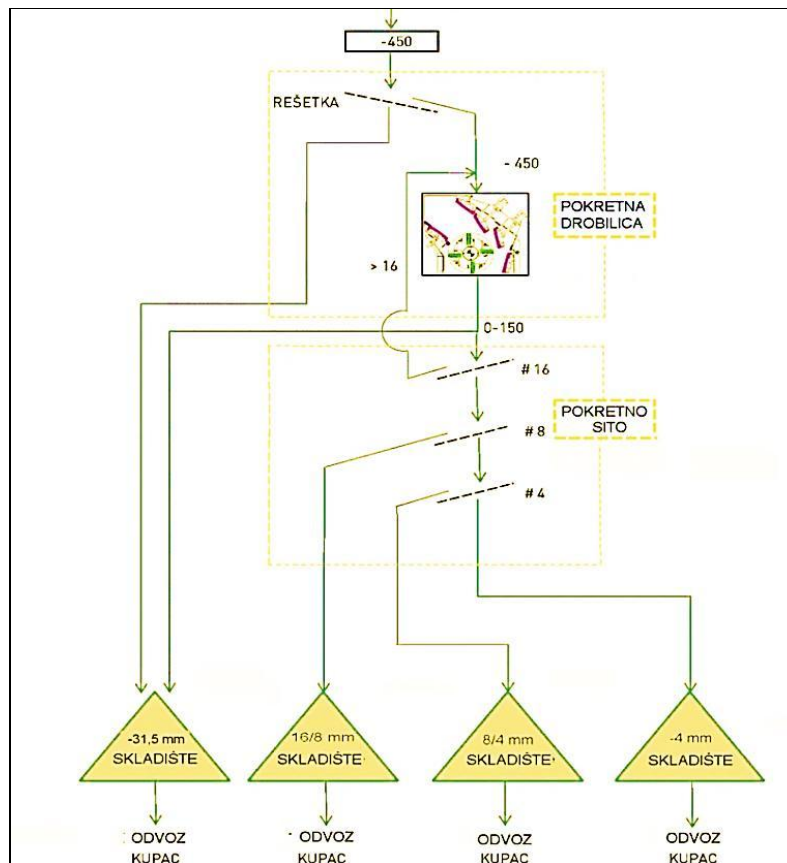 -450
REŠETKA
- 450
POKRETNA
DROBILICA
> 16
0-150
# 16
POKRETNO
SITO
# 8
# 4
-31,5 mm
SKLADIŠTE
16/8 mm
SKLADIŠTE
8/4 mm
SKLADIŠTE
-4 mm
SKLADIŠTE
ODVOZ
KUPAC
ODVOZ
KUPAC
ODVOZ
KUPAC
ODVOZ
KUPAC